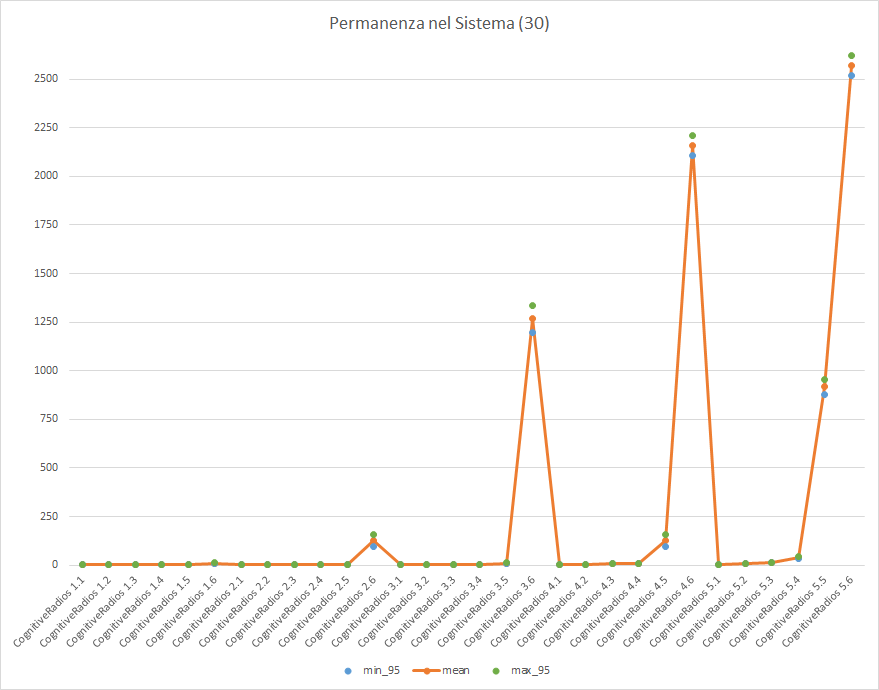 Permanenza nel Sistema (30)
2500
2250
2000
1750
1500
1250
1000
750
500
250
0
CognitiveRadios 1.1
CognitiveRadios 1.2
CognitiveRadios 1.3
CognitiveRadios 1.4
CognitiveRadios 1.5
CognitiveRadios 1.6
CognitiveRadios 2.1
CognitiveRadios 2.2
CognitiveRadios 2.3
CognitiveRadios 2.4
CognitiveRadios 2.5
CognitiveRadios 2.6
CognitiveRadios 3.1
CognitiveRadios 3.2
CognitiveRadios 3.3
CognitiveRadios 3.4
CognitiveRadios 3.5
CognitiveRadios 3.6
CognitiveRadios 4.1
CognitiveRadios 4.2
CognitiveRadios 4.3
CognitiveRadios 4.4
CognitiveRadios 4.5
CognitiveRadios 4.6
CognitiveRadios 5.1
CognitiveRadios 5.2
CognitiveRadios 5.3
CognitiveRadios 5.4
CognitiveRadios 5.5
CognitiveRadios 5.6
min_95 mean max_95